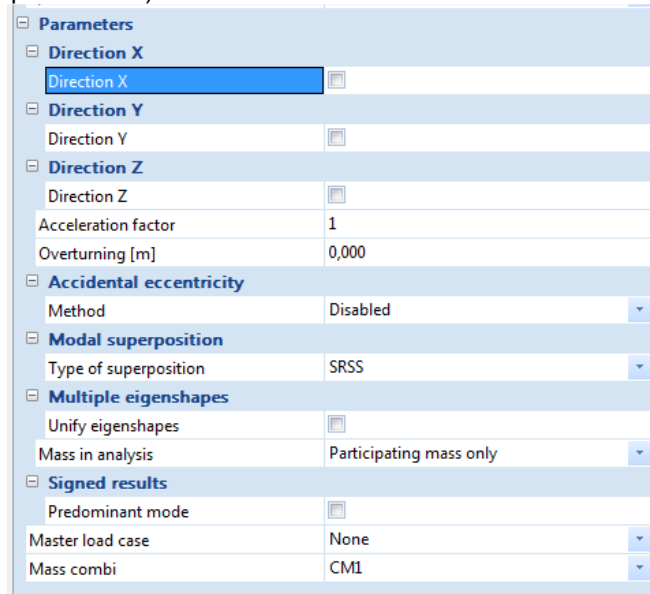 Parameters
Direction X
Direction X
Direction Y
Direction Y
Direction Z
Direction Z
Acceleration factor 1
Overturning [m] 0,000
Accidental eccentricity
Method Disabled
Modal superposition
Type of superposition SRSS
Multiple eigenshapes
Unify eigenshapes
Mass in analysis Participating mass only
Signed results
Predominant mode
Master load case None
Mass combi CM1